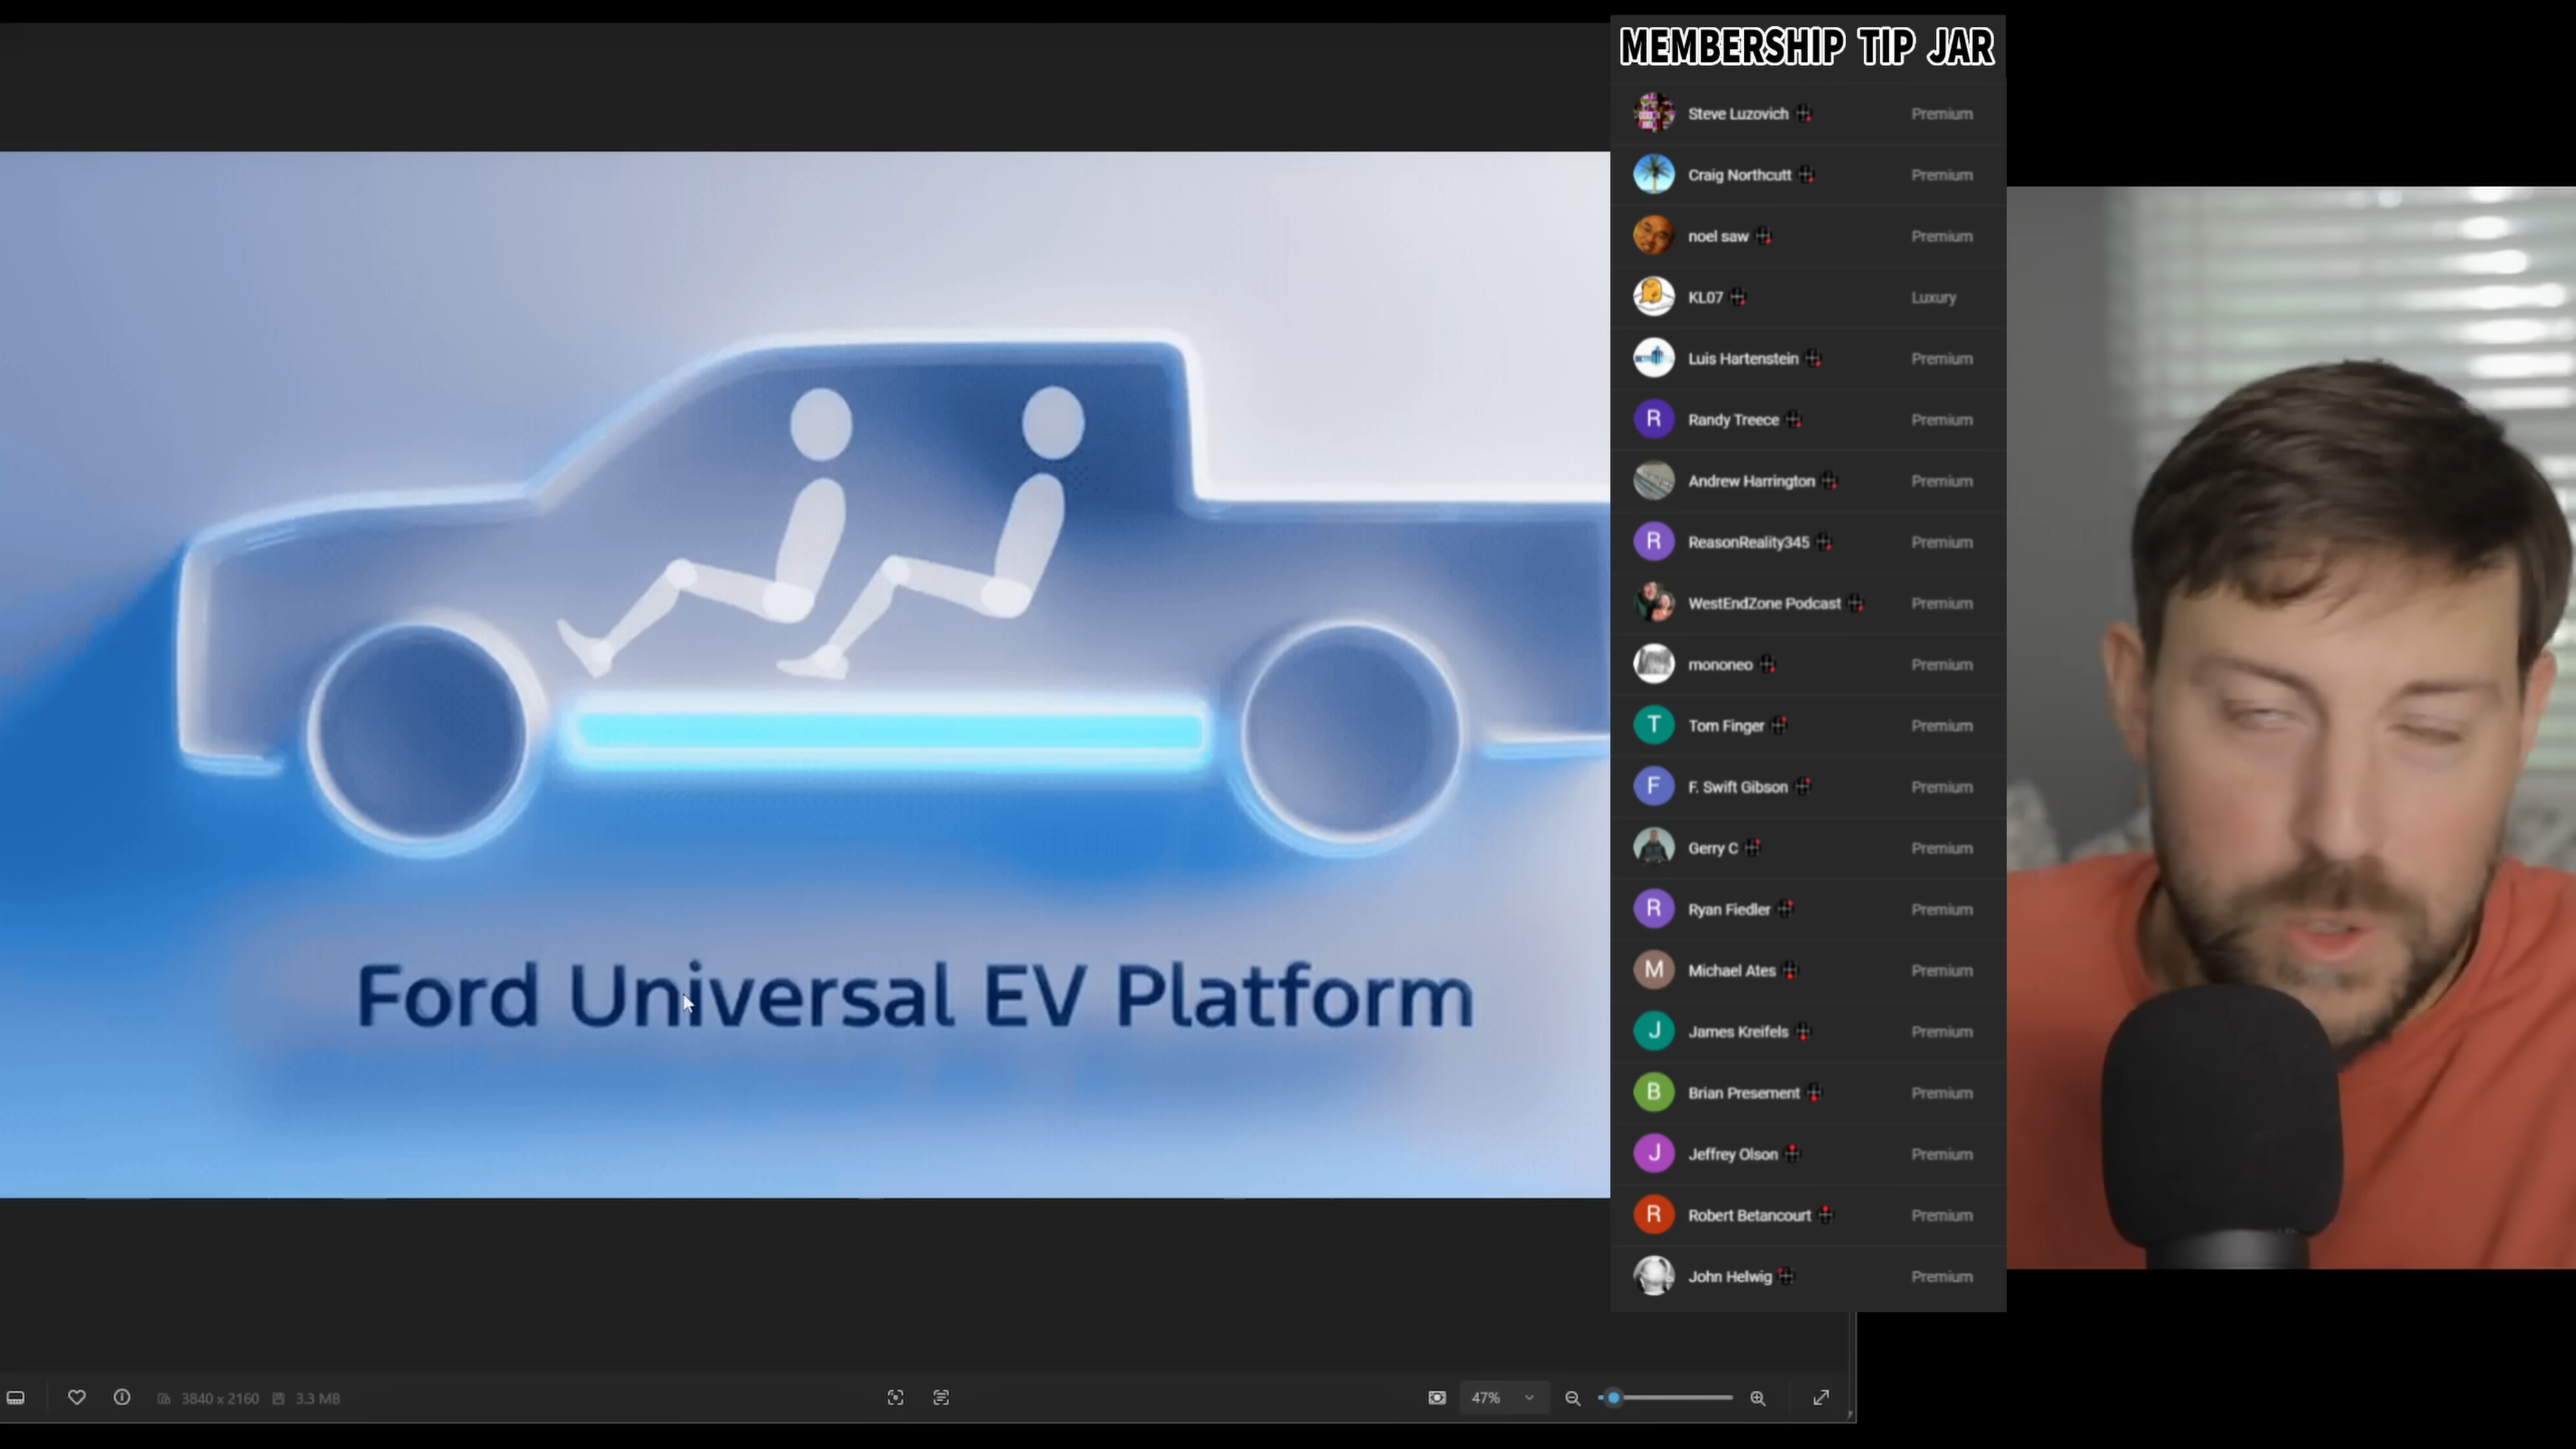 MEMBERSHIP TIP JAR
Steve Luzovich Premium
Craig Northcutt Premium
noel saw Premium
KL07 Luxury
Luis Hartenstein Premium
R Randy Treece Premium
Andrew Harrington Premium
R ReasonReality345 Premium
WestEndZone Podcast Premium
mononeo Premium
T Tom Finger Premium
F F. Swift Gibson Premium
Gerry C Premium
R Ryan Fiedler Premium
M Michael Ates Premium
J James Kreifels Premium
B Brian Presement Premium
J Jeffrey Olson Premium
R Robert Betancourt Premium
John Helwig Premium
Ford Universal EV Platform
3840 x 2160 3.3 MB 47%